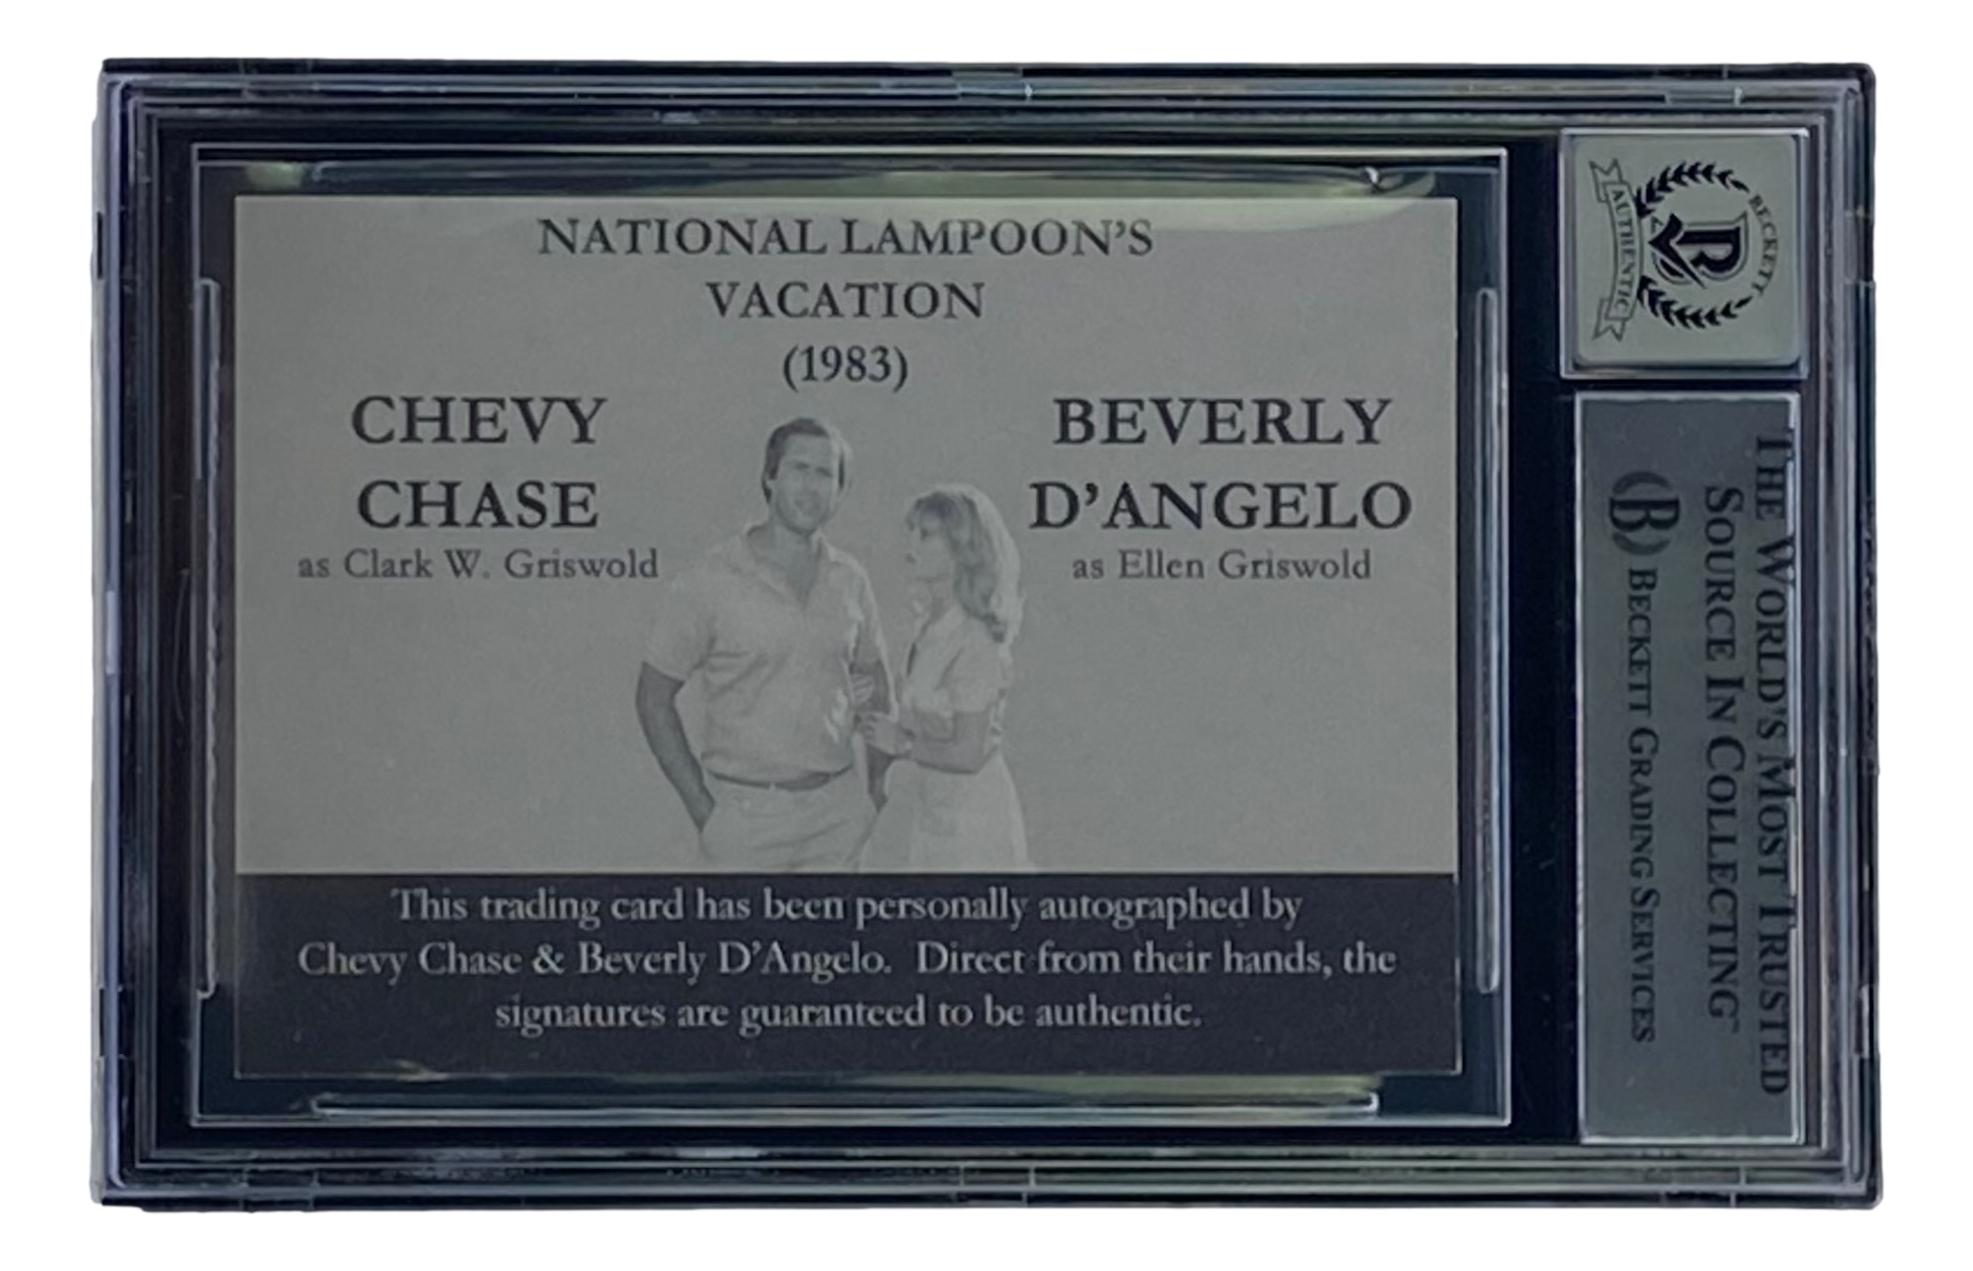 NATIONAL LAMPOON'S
VACATION
(1983)
CHEVY
CHASE
as Clark W. Griswold
BEVERLY
D'ANGELO
as Ellen Griswold
This trading card has been personally autographed by
Chevy Chase & Beverly D'Angelo. Direct from their hands, the
signatures are guaranteed to be authentic.
BECKETT
B
AUTHENTIC
THE WORLD'S MOST TRUSTED
SOURCE IN COLLECTING
B BECKETT GRADING SERVICES